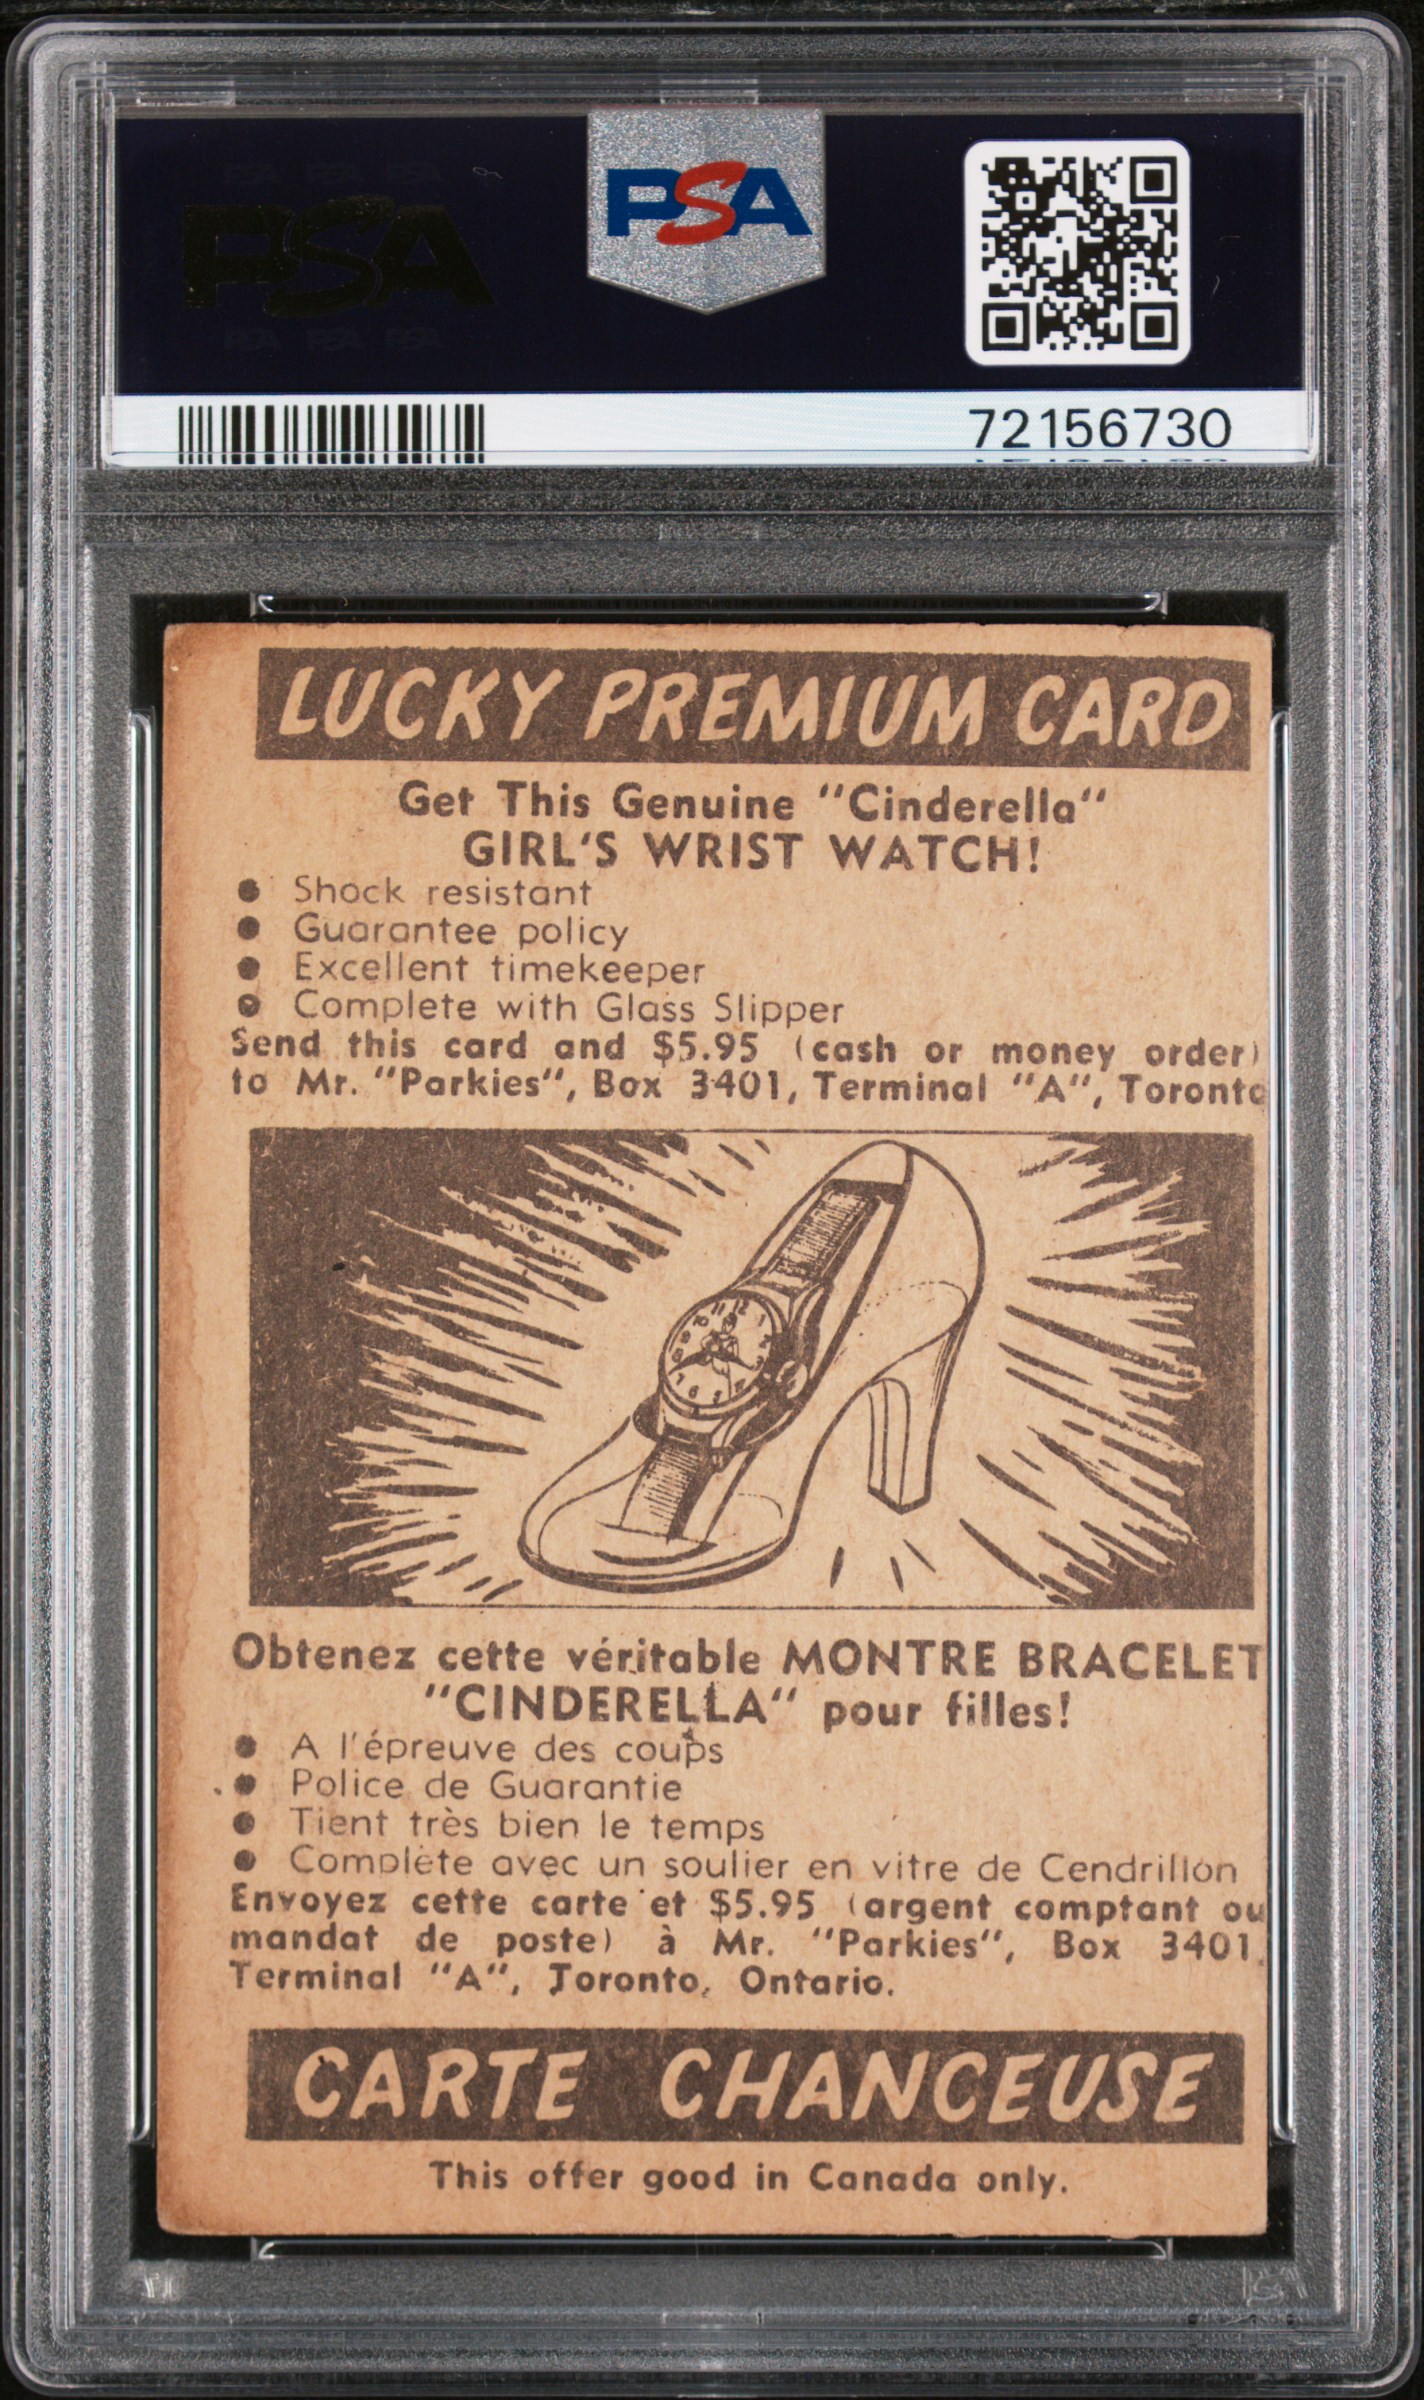 PSA
PSA
72156730
LUCKY PREMIUM CARD
Get This Genuine "Cinderella"
GIRL'S WRIST WATCH!
● Shock resistant
● Guarantee policy
● Excellent timekeeper
● Complete with Glass Slipper
Send this card and $5.95 (cash or money order)
to Mr. "Parkies", Box 3401, Terminal "A", Toronto
Obtenez cette véritable MONTRE BRACELET
"CINDERELLA" pour filles!
● A l'épreuve des coups
● Police de Guarantie
● Tient très bien le temps
● Complète avec un soulier en vitre de Cendrillon
Envoyez cette carte et $5.95 (argent comptant ou
mandat de poste) à Mr. "Parkies", Box 3401,
Terminal "A", Toronto, Ontario.
CARTE CHANCEUSE
This offer good in Canada only.